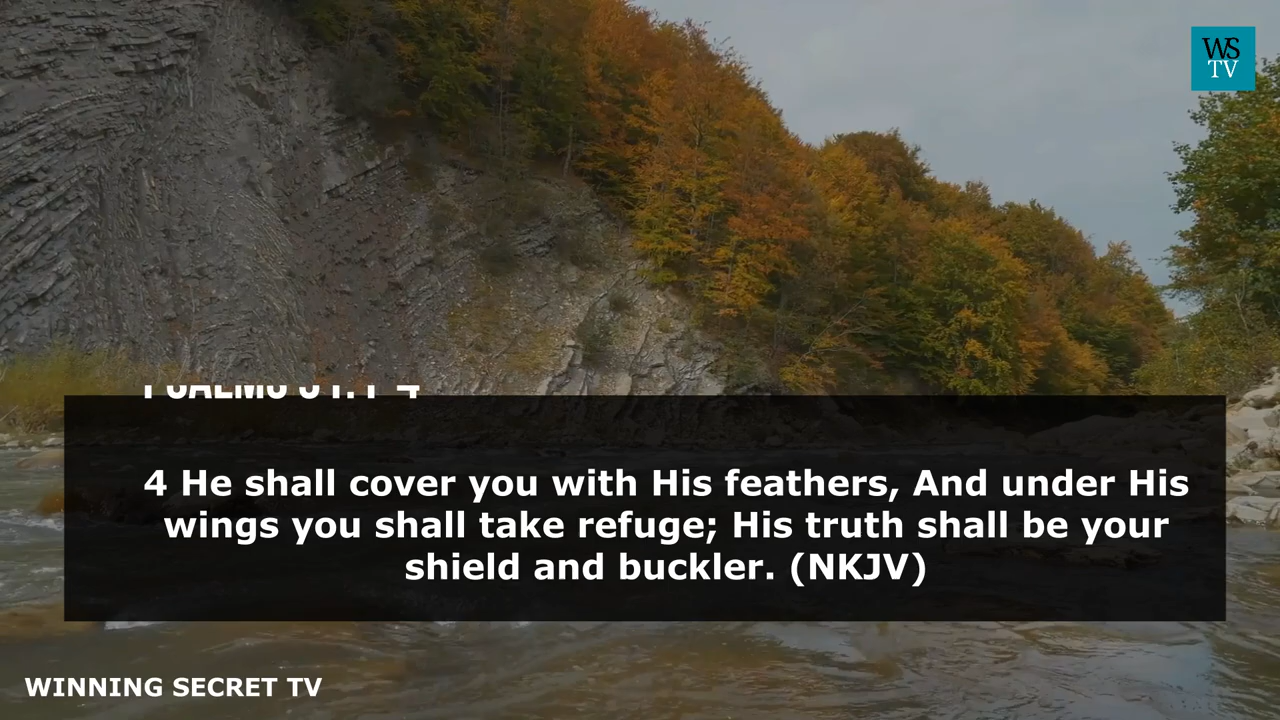 WS
TV
4 He shall cover you with His feathers, And under His
wings you shall take refuge; His truth shall be your
shield and buckler. (NKJV)
WINNING SECRET TV